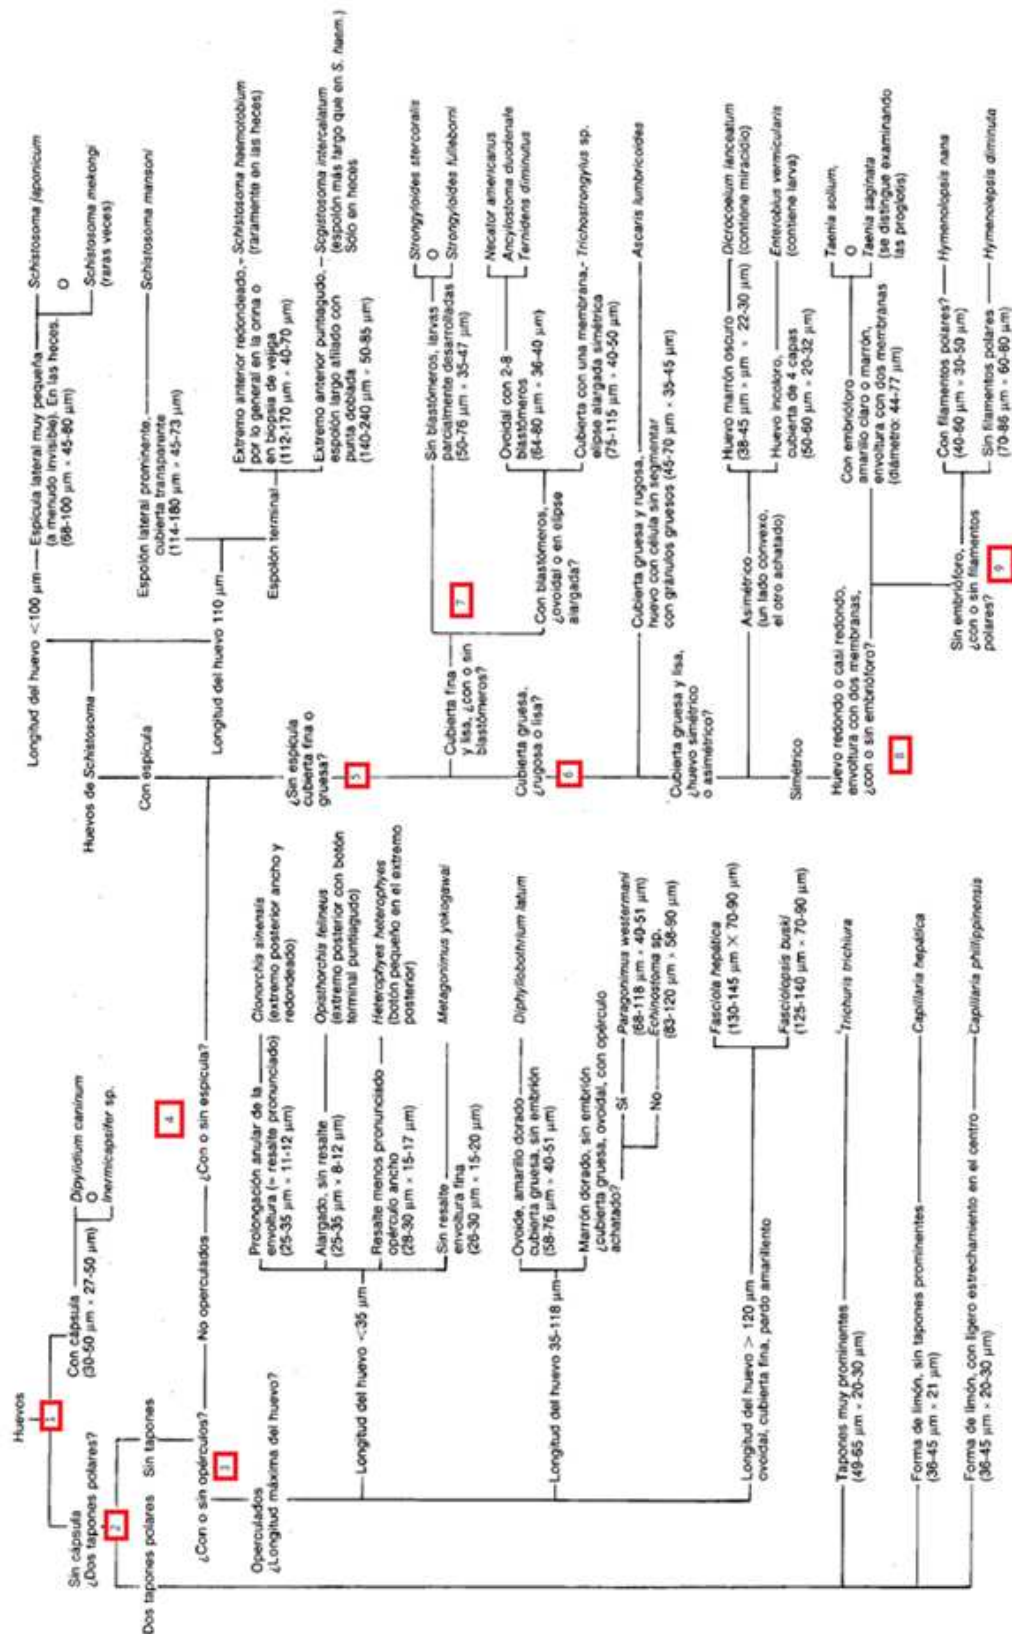 Huevos
1
Sin cápsula
¿Dos tapones polares?
Con cápsula
(30-50 µm × 27-50 µm)
Dipylidium caninum
O
Inermicapsifer sp.
2
Dos tapones polares
Sin tapones
¿Con o sin opérculos?
3
No operculados
4
¿Con o sin espícula?
Operculados
¿Longitud máxima del huevo?
Longitud del huevo <35 µm
Prolongación anular de la
envoltura (= resalte pronunciado)
(25-35 µm × 11-12 µm)
Clonorchis sinensis
(extremo posterior ancho y
redondeado)
Alargado, sin resalte
(25-35 µm × 8-12 µm)
Opisthorchis felineus
(extremo posterior con botón
terminal puntiagudo)
Resalte menos pronunciado
opérculo ancho
(28-30 µm × 15-17 µm)
Heterophyes heterophyes
(botón pequeño en el extremo
posterior)
Sin resalte
envoltura fina
(26-30 µm × 15-20 µm)
Metagonimus yokogawai
Longitud del huevo 35-118 µm
Ovoide, amarillo dorado
cubierta gruesa, sin embrión
(58-76 µm × 40-51 µm)
Diphyllobothrium latum
Marrón dorado, sin embrión
¿cubierta gruesa, ovoidal, con opérculo
achatado?
Sí
Paragonimus westermani
(68-118 µm × 40-51 µm)
No
Echinostoma sp.
(83-120 µm × 58-90 µm)
Longitud del huevo > 120 µm
ovoidal, cubierta fina, pardo amarillento
Fasciola hepática
(130-145 µm × 70-90 µm)
Fasciolopsis buski
(125-140 µm × 70-90 µm)
Tapones muy prominentes
(49-65 µm × 20-30 µm)
Trichuris trichiura
Forma de limón, sin tapones prominentes
(36-45 µm × 21 µm)
Capillaria hepática
Forma de limón, con ligero estrechamiento en el centro
(36-45 µm × 20-30 µm)
Capillaria philippinensis
Huevos de Schistosoma
Con espícula
Longitud del huevo <100 µm
Espícula lateral muy pequeña
(a menudo invisible). En las heces.
(68-100 µm × 45-80 µm)
Schistosoma japonicum
O
Schistosoma mekongi
(raras veces)
Longitud del huevo 110 µm
Espolón lateral prominente,
cubierta transparente
(114-180 µm × 45-73 µm)
Schistosoma mansoni
Espolón terminal
Extremo anterior redondeado,
por lo general en la orina o
en biopsia de vejiga
(112-170 µm × 40-70 µm)
Schistosoma haemotobium
(raramente en las heces)
Extremo anterior puntiagudo,
espolón largo afilado con
punta doblada
(140-240 µm × 50-85 µm)
Scgistosoma intercalatum
(espolón más largo que en S. haem.)
Sólo en heces
¿Sin espícula
cubierta fina o
gruesa?
5
Cubierta fina
y lisa, ¿con o sin
blastómeros?
7
Sin blastómeros, larvas
parcialmente desarrolladas
(50-76 µm × 35-47 µm)
Strongyloides stercoralis
O
Strongyloides fülleborni
Con blastómeros,
¿ovoidal o en elipse
alargada?
Ovoidal con 2-8
blastómeros
(64-80 µm × 36-40 µm)
Necator americanus
Ancylostoma duodenale
Ternidens diminutus
Cubierta con una membrana,
elipse alargada simétrica
(75-115 µm × 40-50 µm)
Trichostrongylus sp.
Cubierta gruesa,
¿rugosa o lisa?
6
Cubierta gruesa y rugosa,
huevo con célula sin segmentar
con gránulos gruesos (45-70 µm × 35-45 µm)
Ascaris lumbricoides
Cubierta gruesa y lisa,
¿huevo simétrico
o asimétrico?
Asimétrico
(un lado convexo,
el otro achatado)
Huevo marrón oscuro
(38-45 µm × µm × 22-30 µm)
Dicrocoelum lanceatum
(contiene miracidio)
Huevo incoloro,
cubierta de 4 capas
(50-60 µm × 20-32 µm)
Enterobius vermicularis
(contiene larva)
Simétrico
Huevo redondo o casi redondo,
envoltura con dos membranas,
¿con o sin embrióforo?
8
Con embrióforo
amarillo claro o marrón,
envoltura con dos membranas
(diámetro: 44-77 µm)
Taenia solium,
O
Taenia saginata
(se distingue examinando
las proglotis)
Sin embrióforo,
¿con o sin filamentos
polares?
9
Con filamentos polares?
(40-60 µm × 30-50 µm)
Hymenolopsis nana
Sin filamentos polares
(70-86 µm × 60-80 µm)
Hymenolepsis diminuta